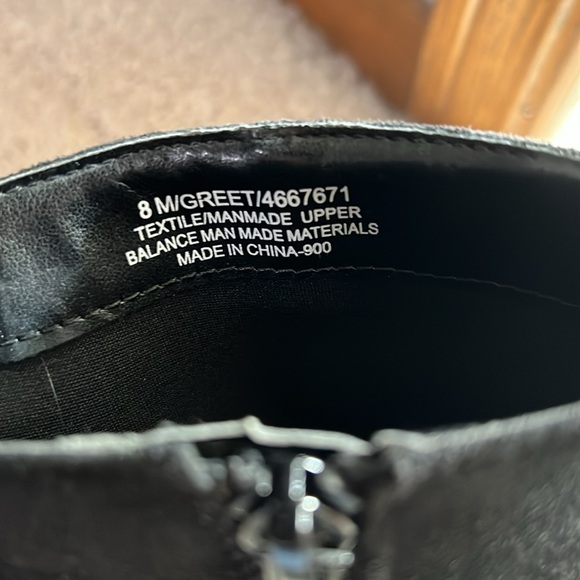 8 M/GREET/4667671
TEXTILE/MANMADE UPPER
BALANCE MAN MADE MATERIALS
MADE IN CHINA-900